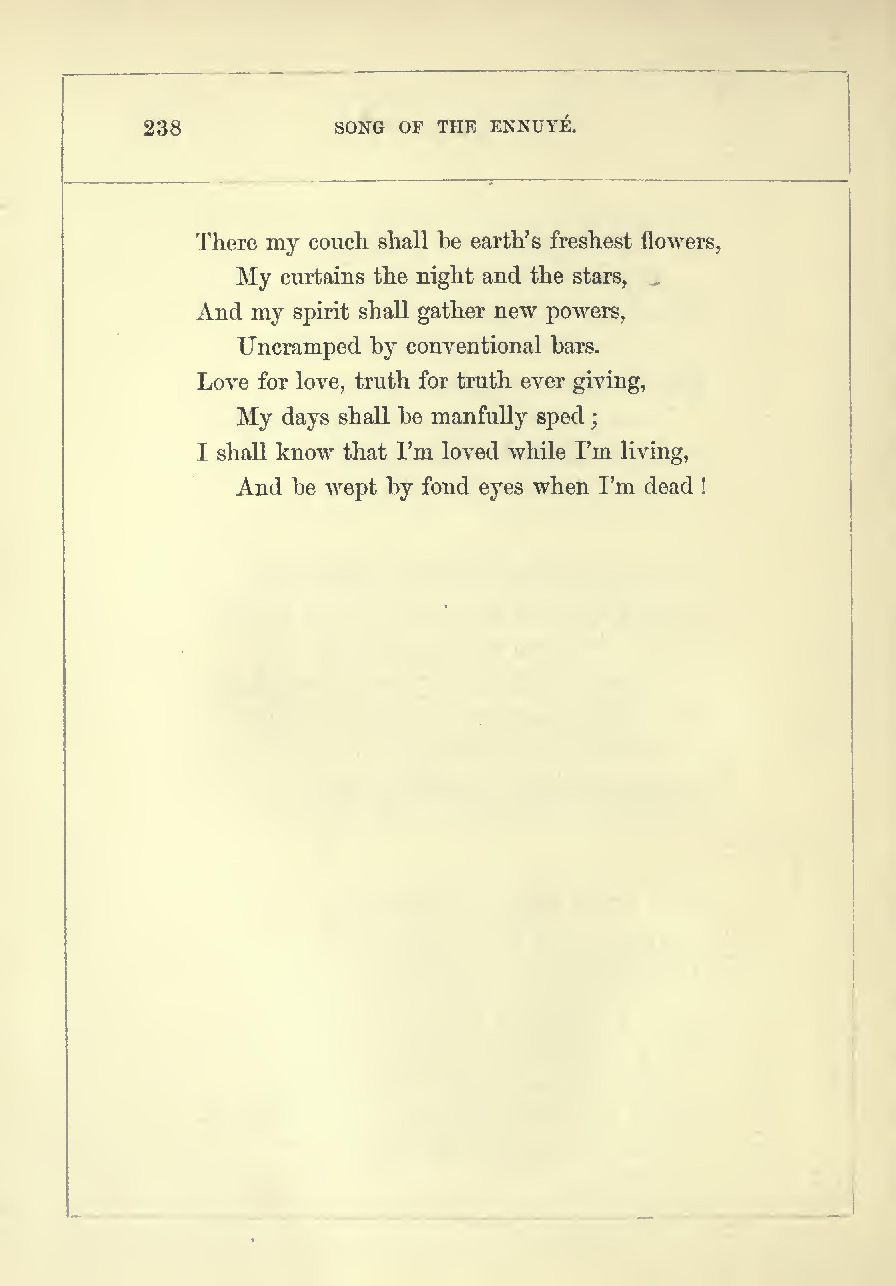 238 SONG OF THE ENNUYÉ.
There my couch shall be earth's freshest flowers,
My curtains the night and the stars,
And my spirit shall gather new powers,
Uncramped by conventional bars.
Love for love, truth for truth ever giving,
My days shall be manfully sped ;
I shall know that I'm loved while I'm living,
And be wept by fond eyes when I'm dead !